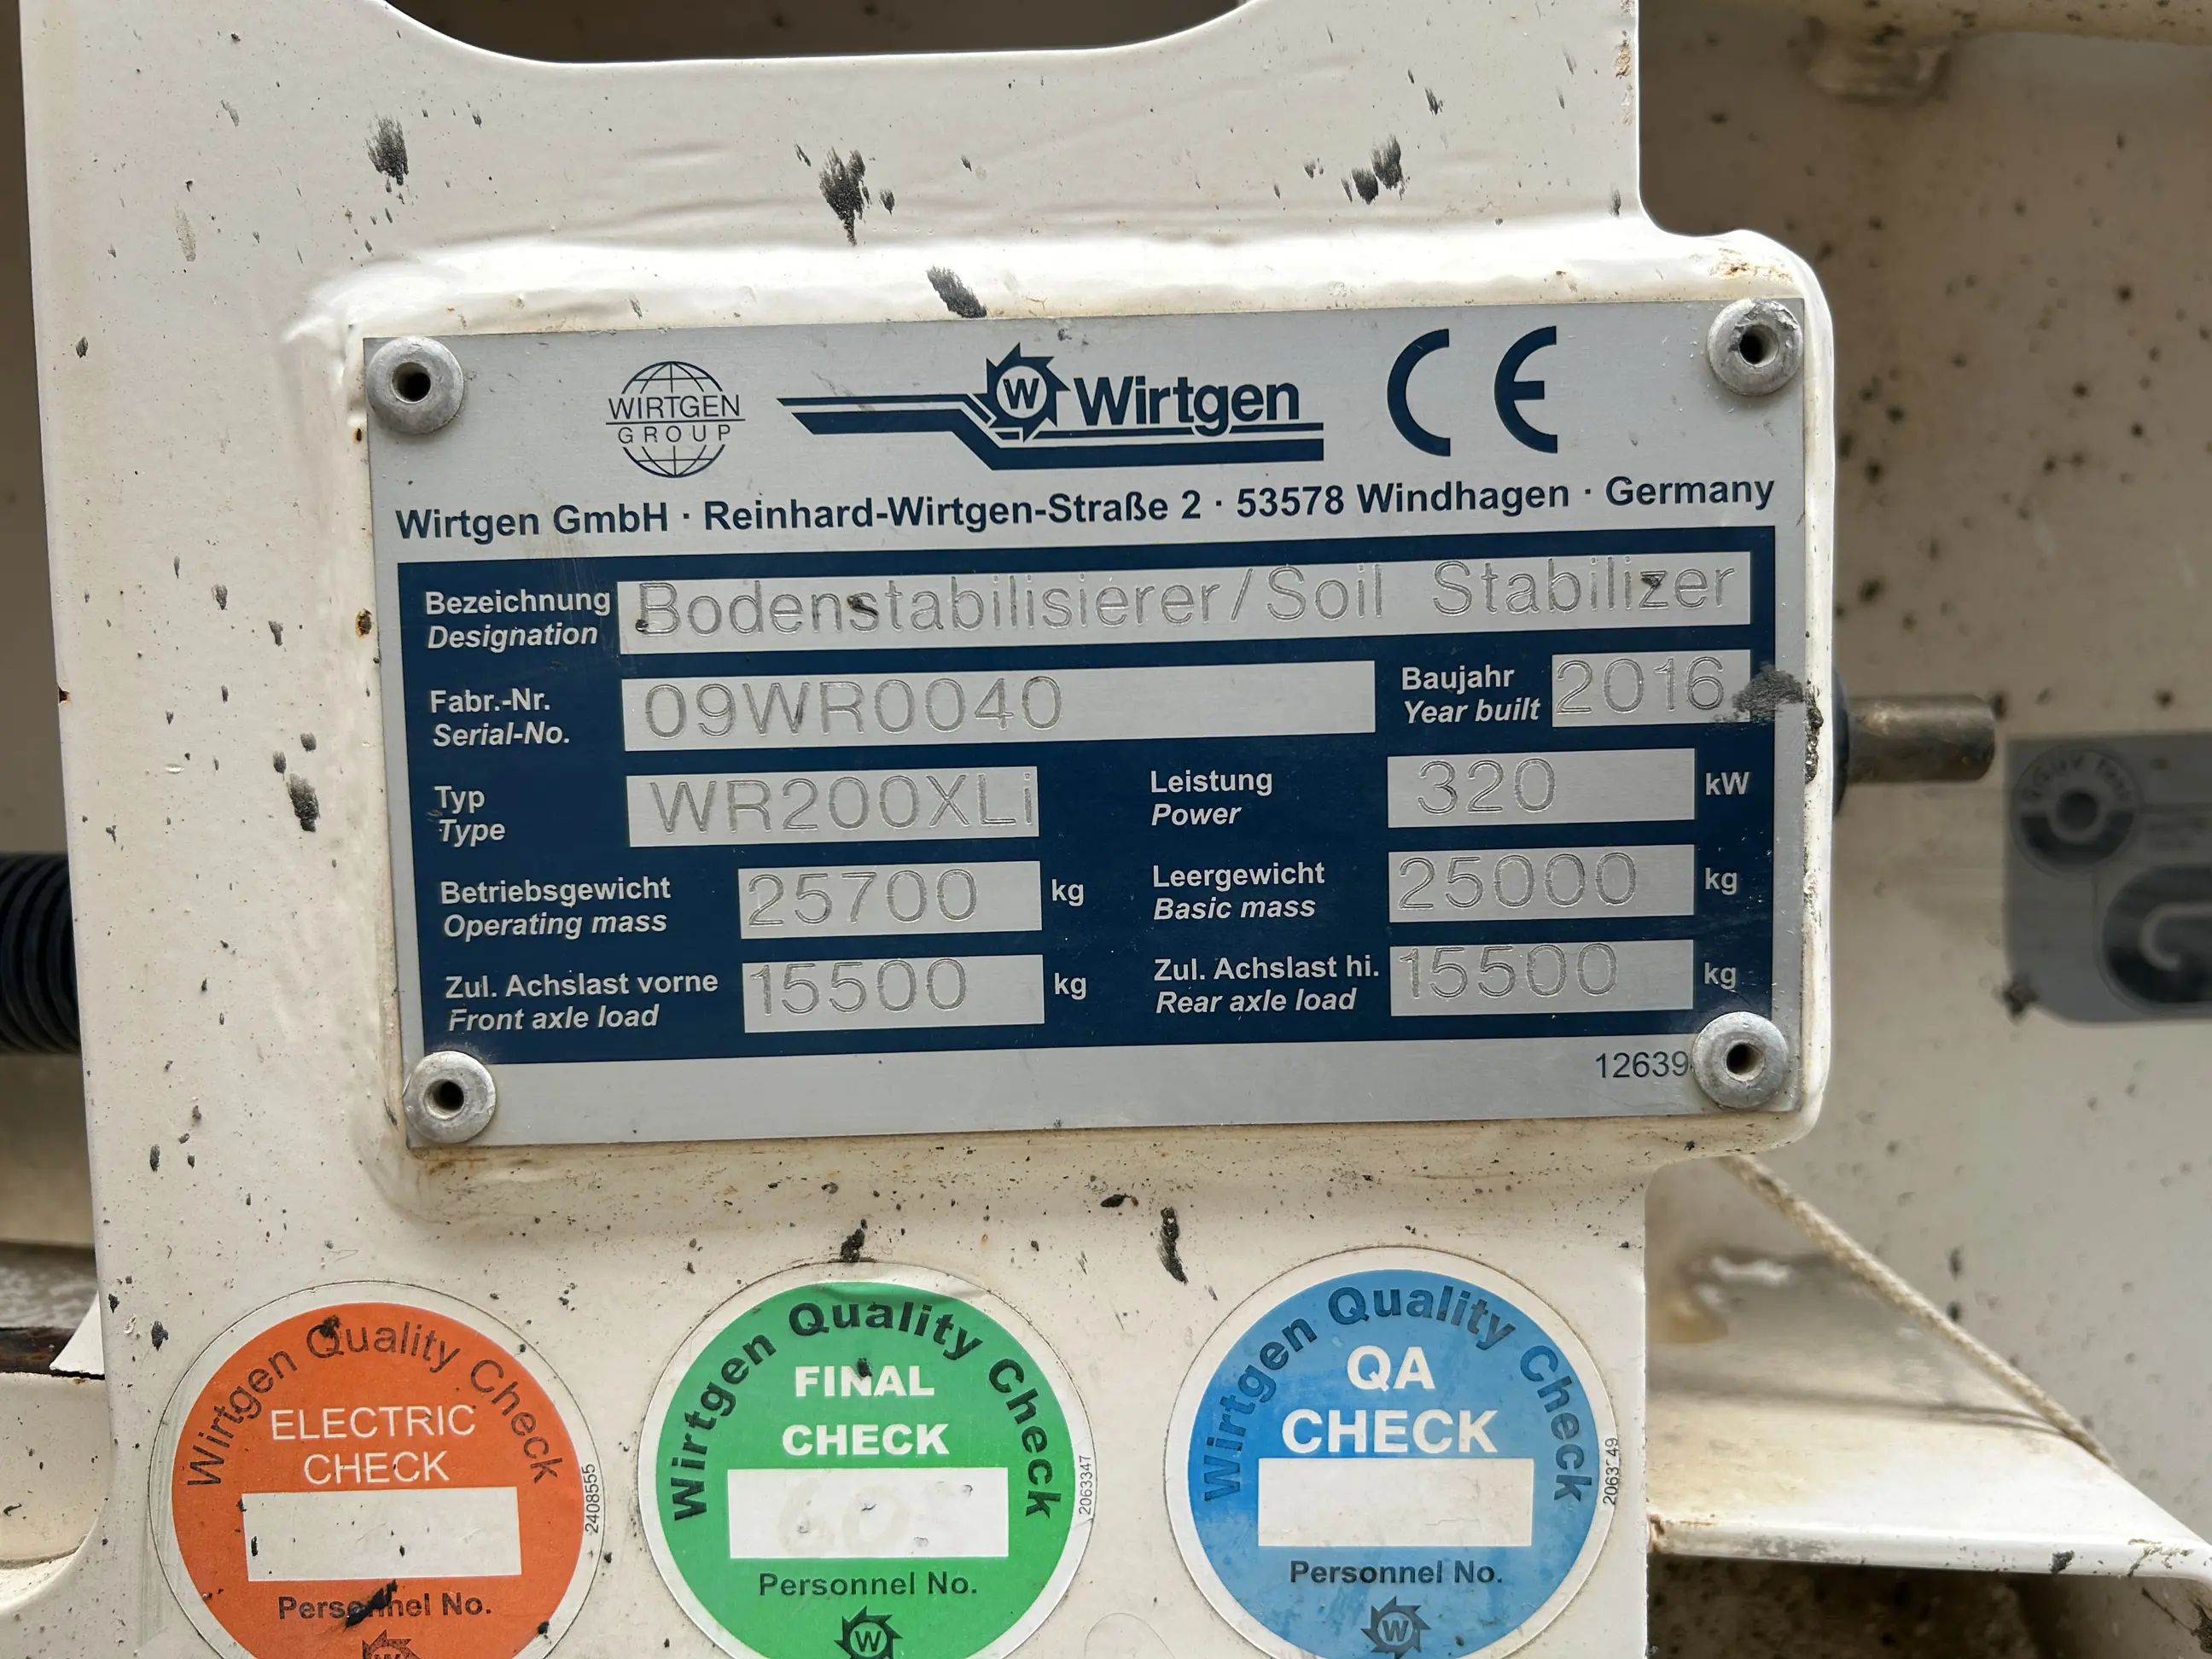 WIRTGEN
GROUP
W Wirtgen
CE
Wirtgen GmbH · Reinhard-Wirtgen-Straße 2 · 53578 Windhagen · Germany
Bezeichnung
Designation
Bodenstabilisierer/Soil Stabilizer
Fabr.-Nr.
Serial-No.
09WR0040
Baujahr
Year built
2016
Typ
Type
WR200XLi
Leistung
Power
320 kW
Betriebsgewicht
Operating mass
25700 kg
Leergewicht
Basic mass
25000 kg
Zul. Achslast vorne
Front axle load
15500 kg
Zul. Achslast hi.
Rear axle load
15500 kg
Wirtgen Quality Check
ELECTRIC
CHECK
Personnel No.
2408555
Wirtgen Quality Check
FINAL
CHECK
Personnel No.
2063347
W
Wirtgen Quality Check
QA
CHECK
Personnel No.
W